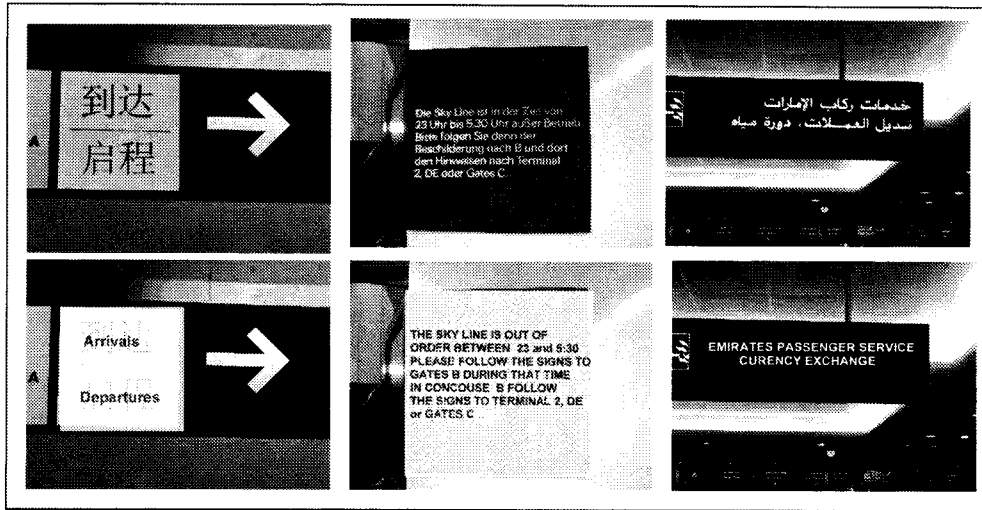 A
到达
启程
Die Sky Line ist in der Zeit von
23 Uhr bis 5.30 Uhr außer Betrieb
Bitte folgen Sie denn der
Beschilderung nach B und dort
den Hinweisen nach Terminal
2, DE oder Gates C
خدمات ركاب الإمارات
تبديل العمـلات، دورة مياه
A
Arrivals
Departures
THE SKY LINE IS OUT OF
ORDER BETWEEN 23 and 5:30
PLEASE FOLLOW THE SIGNS TO
GATES B DURING THAT TIME
IN CONCOUSE B FOLLOW
THE SIGNS TO TERMINAL 2, DE
or GATES C
EMIRATES PASSENGER SERVICE
CURENCY EXCHANGE